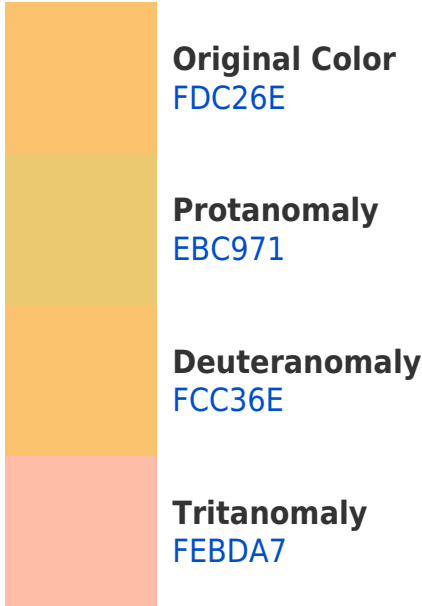 Original Color
FDC26E
Protanomaly
EBC971
Deuteranomaly
FCC36E
Tritanomaly
FEBDA7